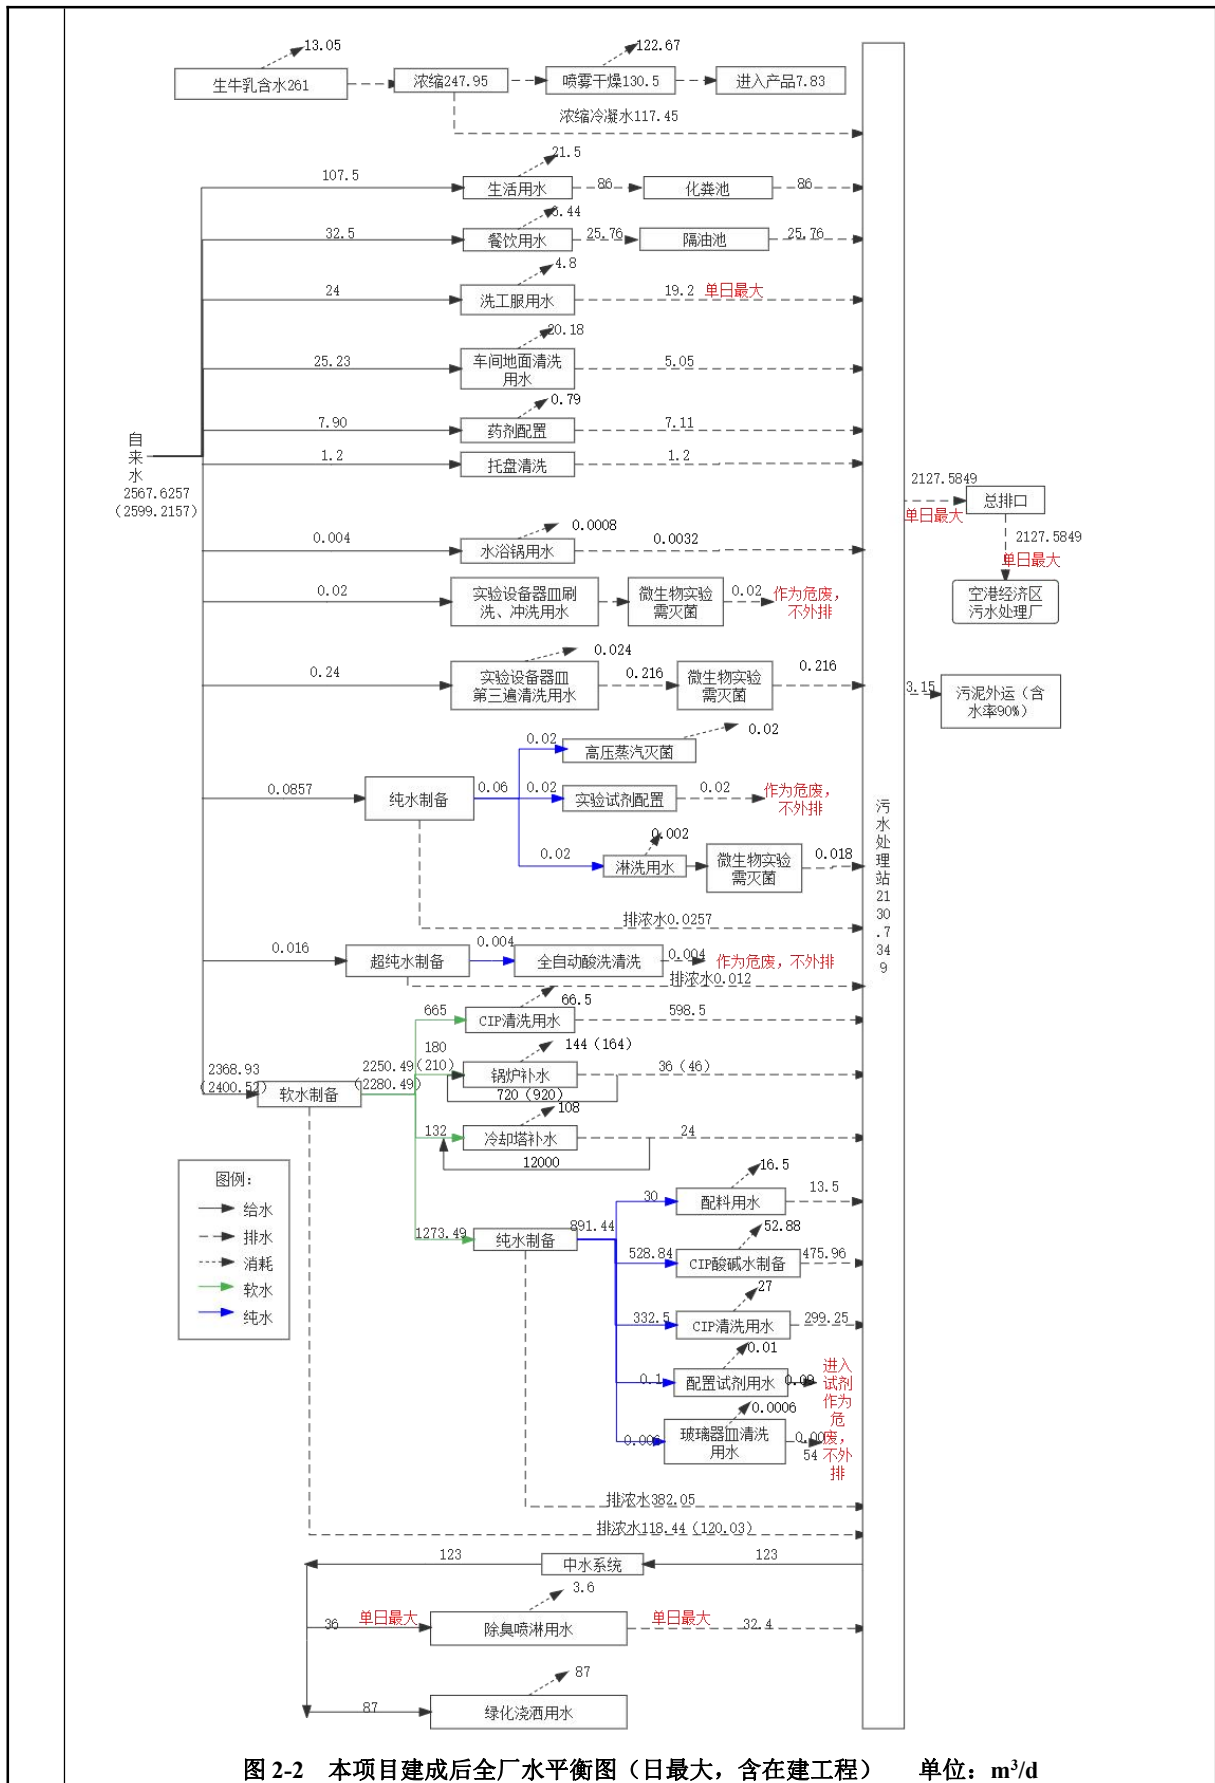 13.05
122.67
生牛乳含水261
浓缩247.95
喷雾干燥130.5
进入产品7.83
浓缩冷凝水117.45
21.5
107.5
生活用水
86
化粪池
86
6.44
32.5
餐饮用水
25.76
隔油池
25.76
4.8
24
洗工服用水
19.2
单日最大
20.18
25.23
车间地面清洗
用水
5.05
0.79
7.90
药剂配置
7.11
1.2
托盘清洗
1.2
自
来
水
2567.6257
（2599.2157）
2127.5849
单日最大
总排口
2127.5849
单日最大
空港经济区
污水处理厂
0.0008
0.004
水浴锅用水
0.0032
0.02
实验设备器皿刷
洗、冲洗用水
微生物实验
需灭菌
0.02
作为危废，
不外排
0.024
0.24
实验设备器皿
第三遍清洗用水
0.216
微生物实验
需灭菌
0.216
3.15
污泥外运（含
水率90%）
0.02
0.02
高压蒸汽灭菌
0.0857
纯水制备
0.06
0.02
实验试剂配置
0.02
作为危废，
不外排
0.002
0.02
淋洗用水
微生物实验
需灭菌
0.018
排浓水0.0257
污
水
处
理
站
21
30
.7
34
9
0.016
超纯水制备
0.004
全自动酸洗清洗
0.004
作为危废，不外排
排浓水0.012
66.5
665
CIP清洗用水
598.5
144（164）
180
(210)
锅炉补水
36（46）
720（920）
2368.93
（2400.52）
软水制备
2250.49
（2280.49）
108
132
冷却塔补水
24
12000
图例：
给水
排水
消耗
软水
纯水
16.5
30
配料用水
13.5
1273.49
纯水制备
891.44
52.88
528.84
CIP酸碱水制备
475.96
27
332.5
CIP清洗用水
299.25
0.01
0.1
配置试剂用水
0.09
进入
试剂
作为
危
废，
不外
排
0.0006
0.006
玻璃器皿清洗
用水
0.00
54
排浓水382.05
排浓水118.44（120.03）
123
中水系统
123
3.6
36
单日最大
除臭喷淋用水
单日最大
32.4
87
87
绿化浇洒用水
图 2-2 本项目建成后全厂水平衡图（日最大，含在建工程） 单位：m³/d